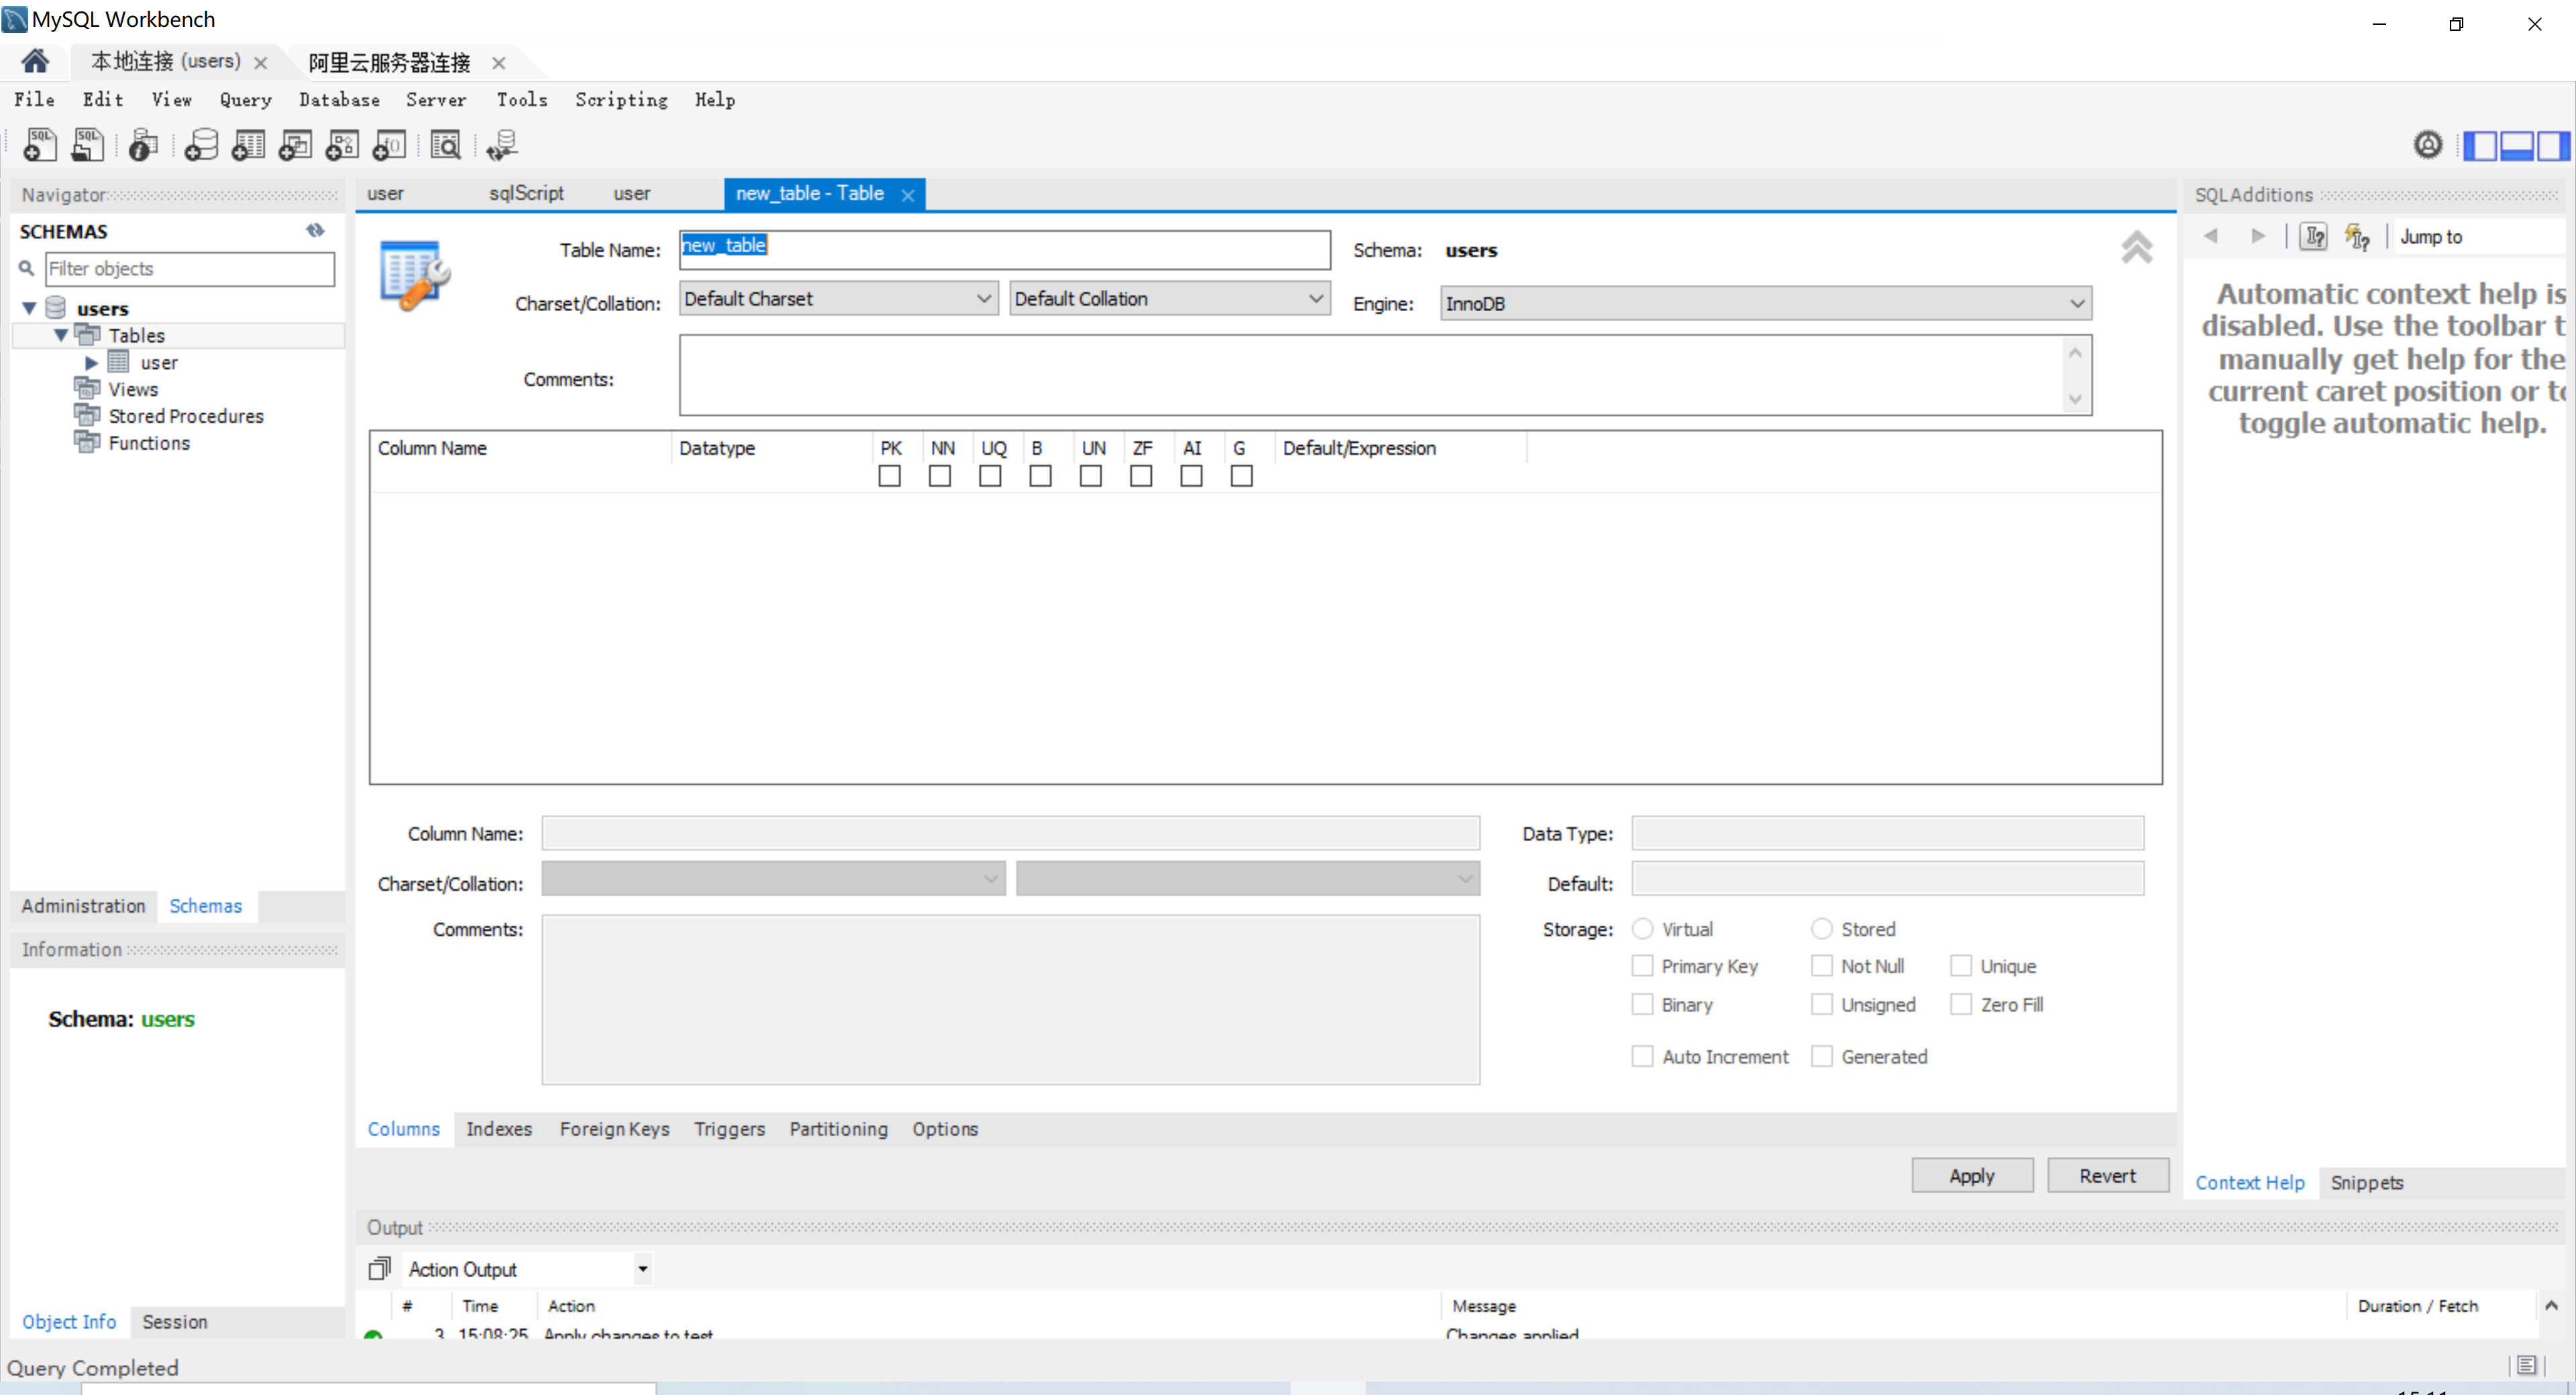 MySQL Workbench
本地连接 (users)
阿里云服务器连接
File Edit View Query Database Server Tools Scripting Help
Navigator
SCHEMAS
Filter objects
users
Tables
user
Views
Stored Procedures
Functions
Administration Schemas
Information
Schema: users
Object Info Session
user sqlScript user new_table - Table
Table Name: new_table Schema: users
Charset/Collation: Default Charset Default Collation Engine: InnoDB
Comments:
Column Name Datatype PK NN UQ B UN ZF AI G Default/Expression
Column Name: Data Type:
Charset/Collation: Default:
Comments: Storage: Virtual Stored
Primary Key Not Null Unique
Binary Unsigned Zero Fill
Auto Increment Generated
Columns Indexes Foreign Keys Triggers Partitioning Options
Apply Revert
SQLAdditions
Jump to
Automatic context help is
disabled. Use the toolbar t
manually get help for the
current caret position or to
toggle automatic help.
Context Help Snippets
Output
Action Output
# Time Action Message Duration / Fetch
3 15:08:25 Apply changes to test Changes applied
Query Completed